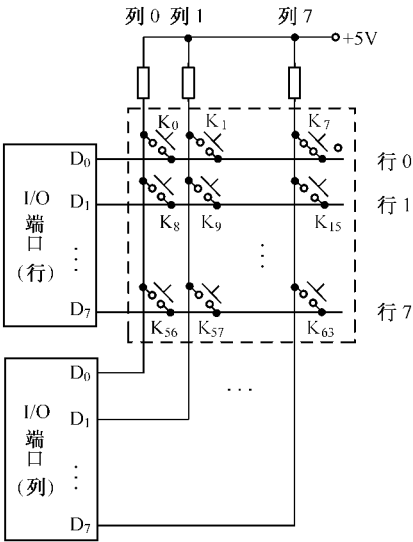 列0 列1 列7
+5V
K₀ K₁ K₇
D₀ 行0
I/O
端
口
(行)
D₁ 行1
K₈ K₉ K₁₅
D₇ 行7
K₅₆ K₅₇ K₆₃
D₀
I/O
端
口
(列)
D₁
D₇